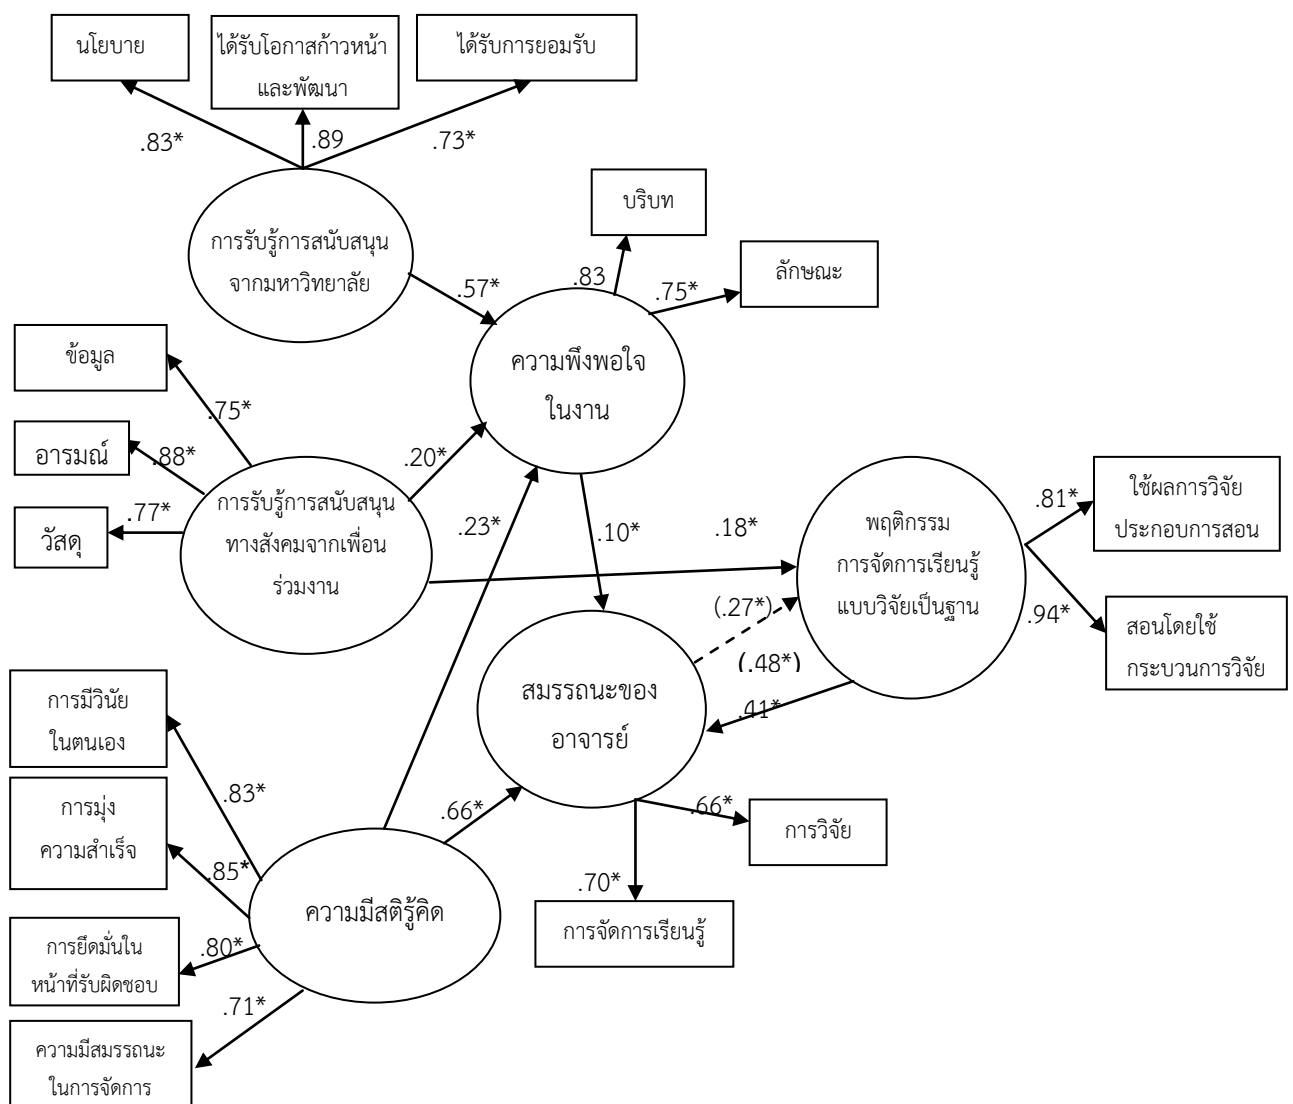 นโยบาย
ได้รับโอกาสก้าวหน้า
และพัฒนา
ได้รับการยอมรับ
.83*
.89
.73*
การรับรู้การสนับสนุน
จากมหาวิทยาลัย
บริบท
ลักษณะ
.57*
.83
.75*
ข้อมูล
อารมณ์
วัสดุ
.75*
.88*
.77*
ความพึงพอใจ
ในงาน
การรับรู้การสนับสนุน
ทางสังคมจากเพื่อน
ร่วมงาน
.20*
.23*
.10*
.18*
พฤติกรรม
การจัดการเรียนรู้
แบบวิจัยเป็นฐาน
.81*
.94*
ใช้ผลการวิจัย
ประกอบการสอน
สอนโดยใช้
กระบวนการวิจัย
(.27*)
(.48*)
.41*
สมรรถนะของ
อาจารย์
การมีวินัย
ในตนเอง
การมุ่ง
ความสำเร็จ
การยึดมั่นใน
หน้าที่รับผิดชอบ
ความมีสมรรถนะ
ในการจัดการ
.83*
.85*
.80*
.71*
ความมีสติรู้คิด
.66*
.66*
.70*
การวิจัย
การจัดการเรียนรู้